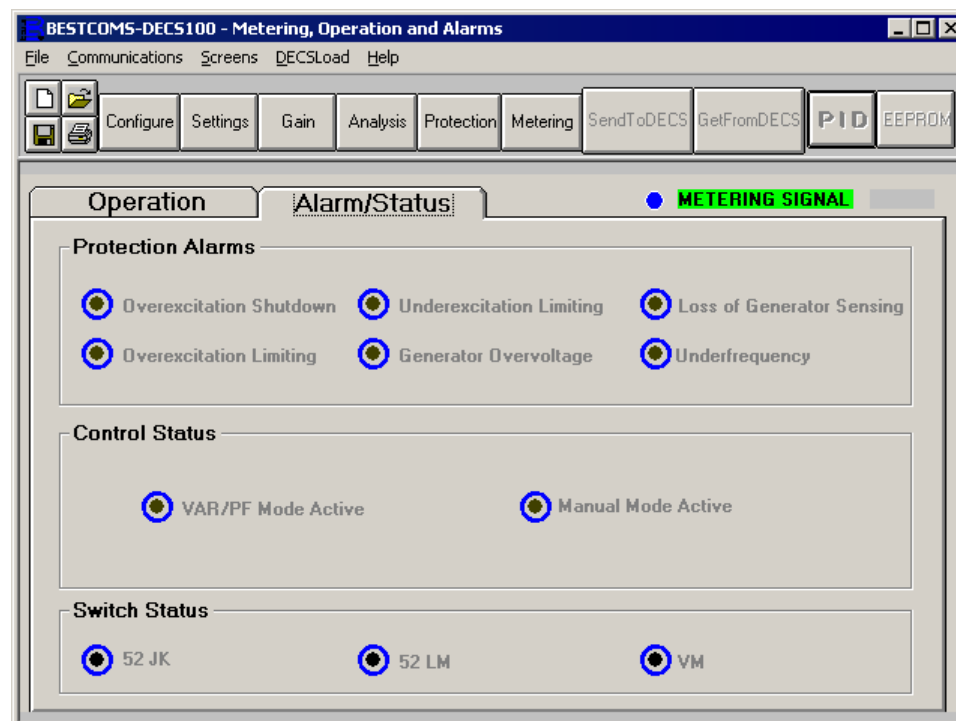 BESTCOMS-DECS100 - Metering, Operation and Alarms
File Communications Screens DECSLoad Help
Configure Settings Gain Analysis Protection Metering SendToDECS GetFromDECS PID EEPROM
Operation Alarm/Status METERING SIGNAL
Protection Alarms
Overexcitation Shutdown Underexcitation Limiting Loss of Generator Sensing
Overexcitation Limiting Generator Overvoltage Underfrequency
Control Status
VAR/PF Mode Active Manual Mode Active
Switch Status
52 JK 52 LM VM